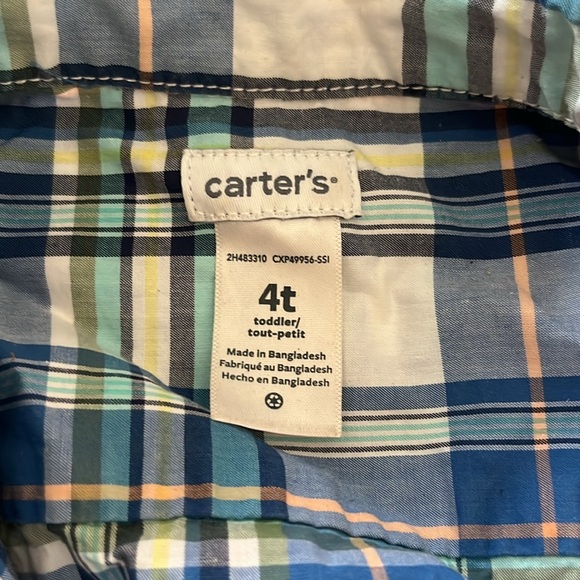 carter's®
2H483310 CXP49956-SSI
4t
toddler/
tout-petit
Made in Bangladesh
Fabriqué au Bangladesh
Hecho en Bangladesh